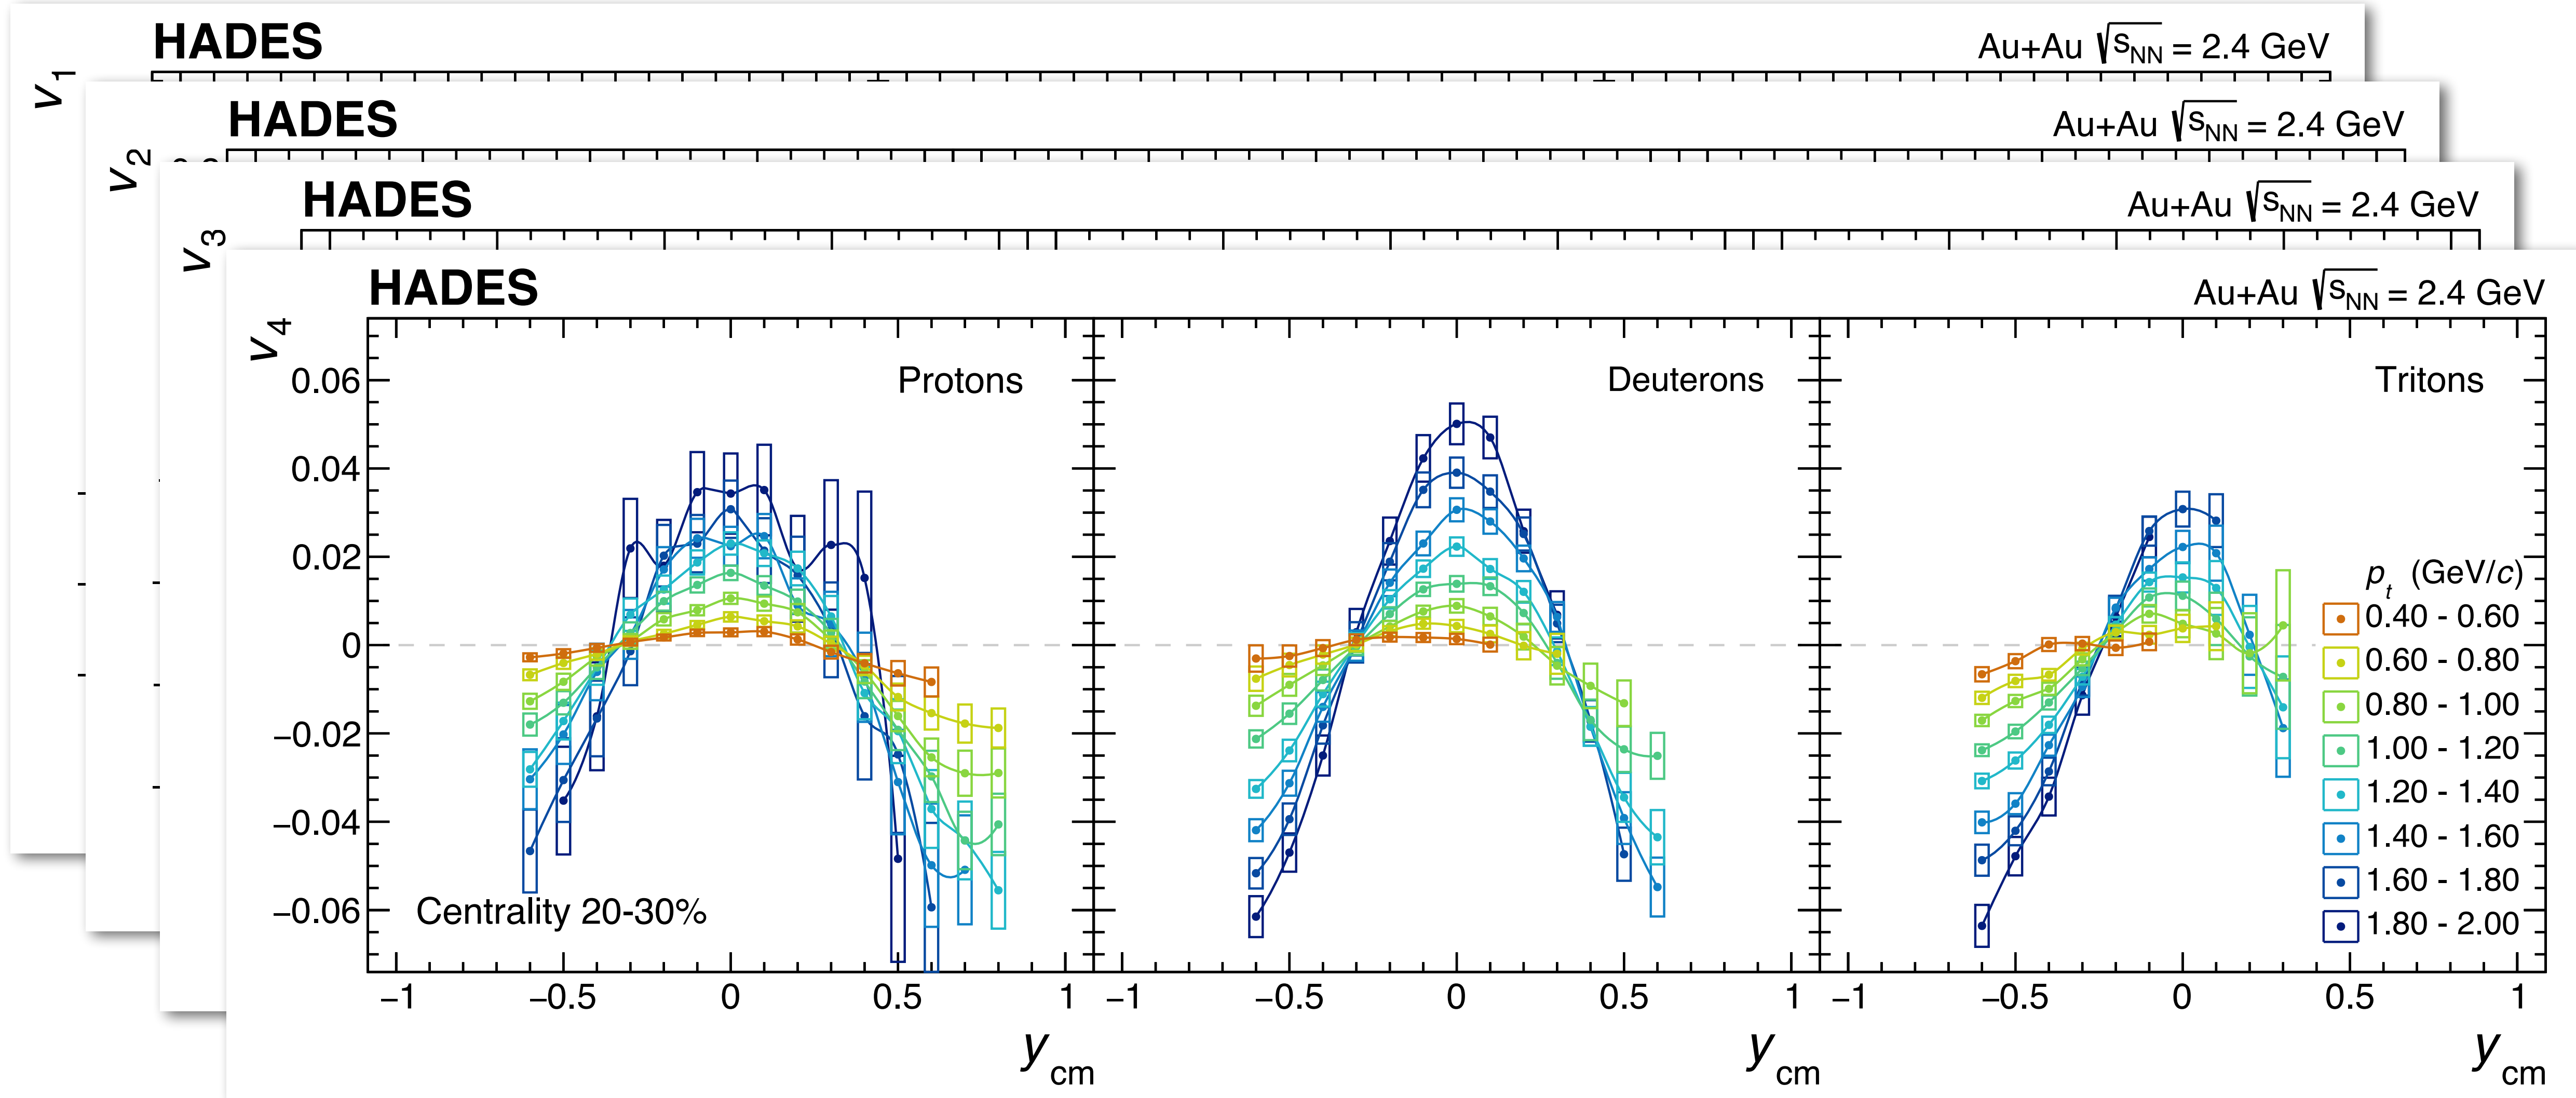 HADES
Au+Au √sNN = 2.4 GeV
v1
HADES
Au+Au √sNN = 2.4 GeV
v2
HADES
Au+Au √sNN = 2.4 GeV
v3
HADES
Au+Au √sNN = 2.4 GeV
v4
Protons
Deuterons
Tritons
0.06
0.04
0.02
0
−0.02
−0.04
−0.06
pt (GeV/c)
0.40 - 0.60
0.60 - 0.80
0.80 - 1.00
1.00 - 1.20
1.20 - 1.40
1.40 - 1.60
1.60 - 1.80
1.80 - 2.00
Centrality 20-30%
−1 −0.5 0 0.5 1
−1 −0.5 0 0.5 1
−1 −0.5 0 0.5 1
ycm
ycm
ycm